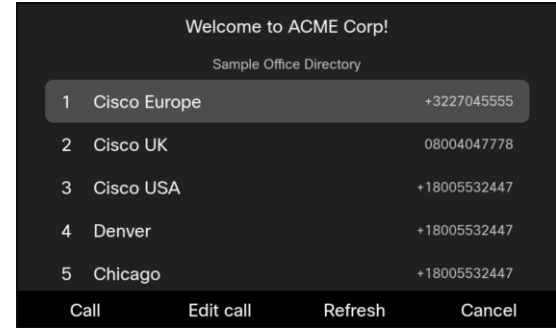 Welcome to ACME Corp!
Sample Office Directory
1 Cisco Europe +3227045555
2 Cisco UK 08004047778
3 Cisco USA +18005532447
4 Denver +18005532447
5 Chicago +18005532447
Call Edit call Refresh Cancel